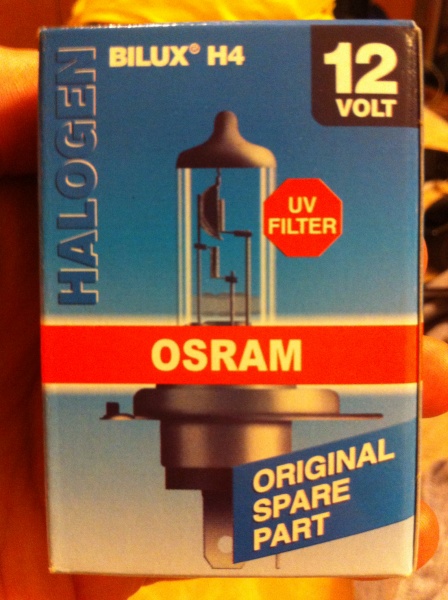 BILUX® H4
12
VOLT
HALOGEN
UV
FILTER
OSRAM
ORIGINAL
SPARE
PART